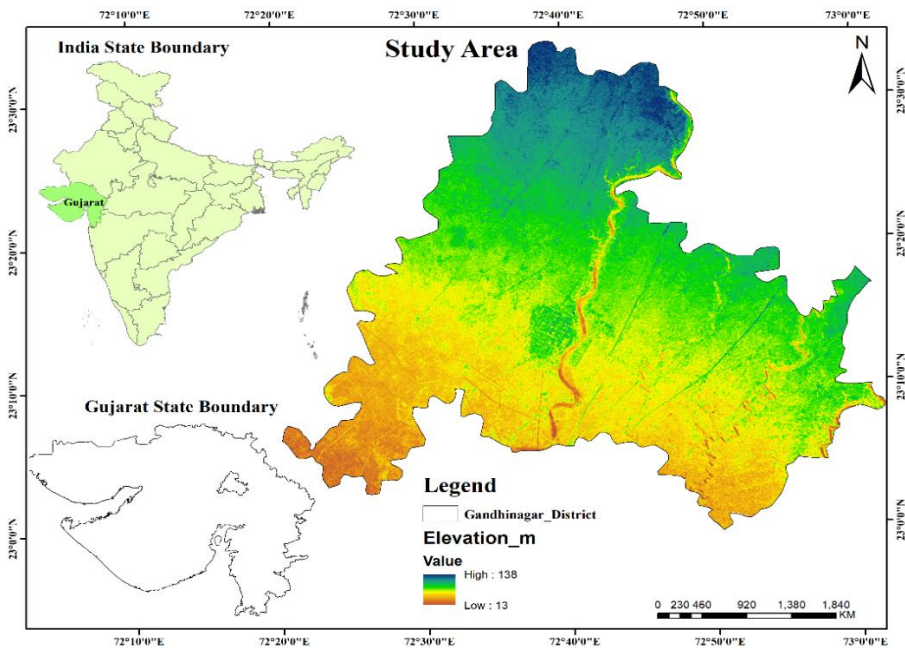 72°10'0"E 72°20'0"E 72°30'0"E 72°40'0"E 72°50'0"E 73°0'0"E
India State Boundary
Study Area
N
23°30'0"N
23°30'0"N
Gujarat
23°20'0"N
23°20'0"N
23°10'0"N
23°10'0"N
Gujarat State Boundary
Legend
Gandhinagar_District
23°0'0"N
23°0'0"N
Elevation_m
Value
High : 138
Low : 13
0 230 460 920 1,380 1,840
KM
72°10'0"E 72°20'0"E 72°30'0"E 72°40'0"E 72°50'0"E 73°0'0"E